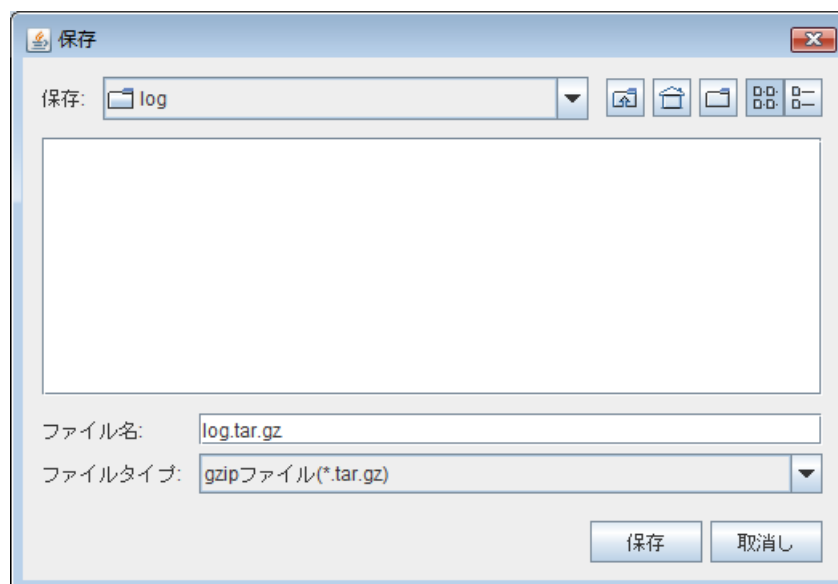 保存
保存: log
ファイル名: log.tar.gz
ファイルタイプ: gzipファイル(*.tar.gz)
保存 取消し